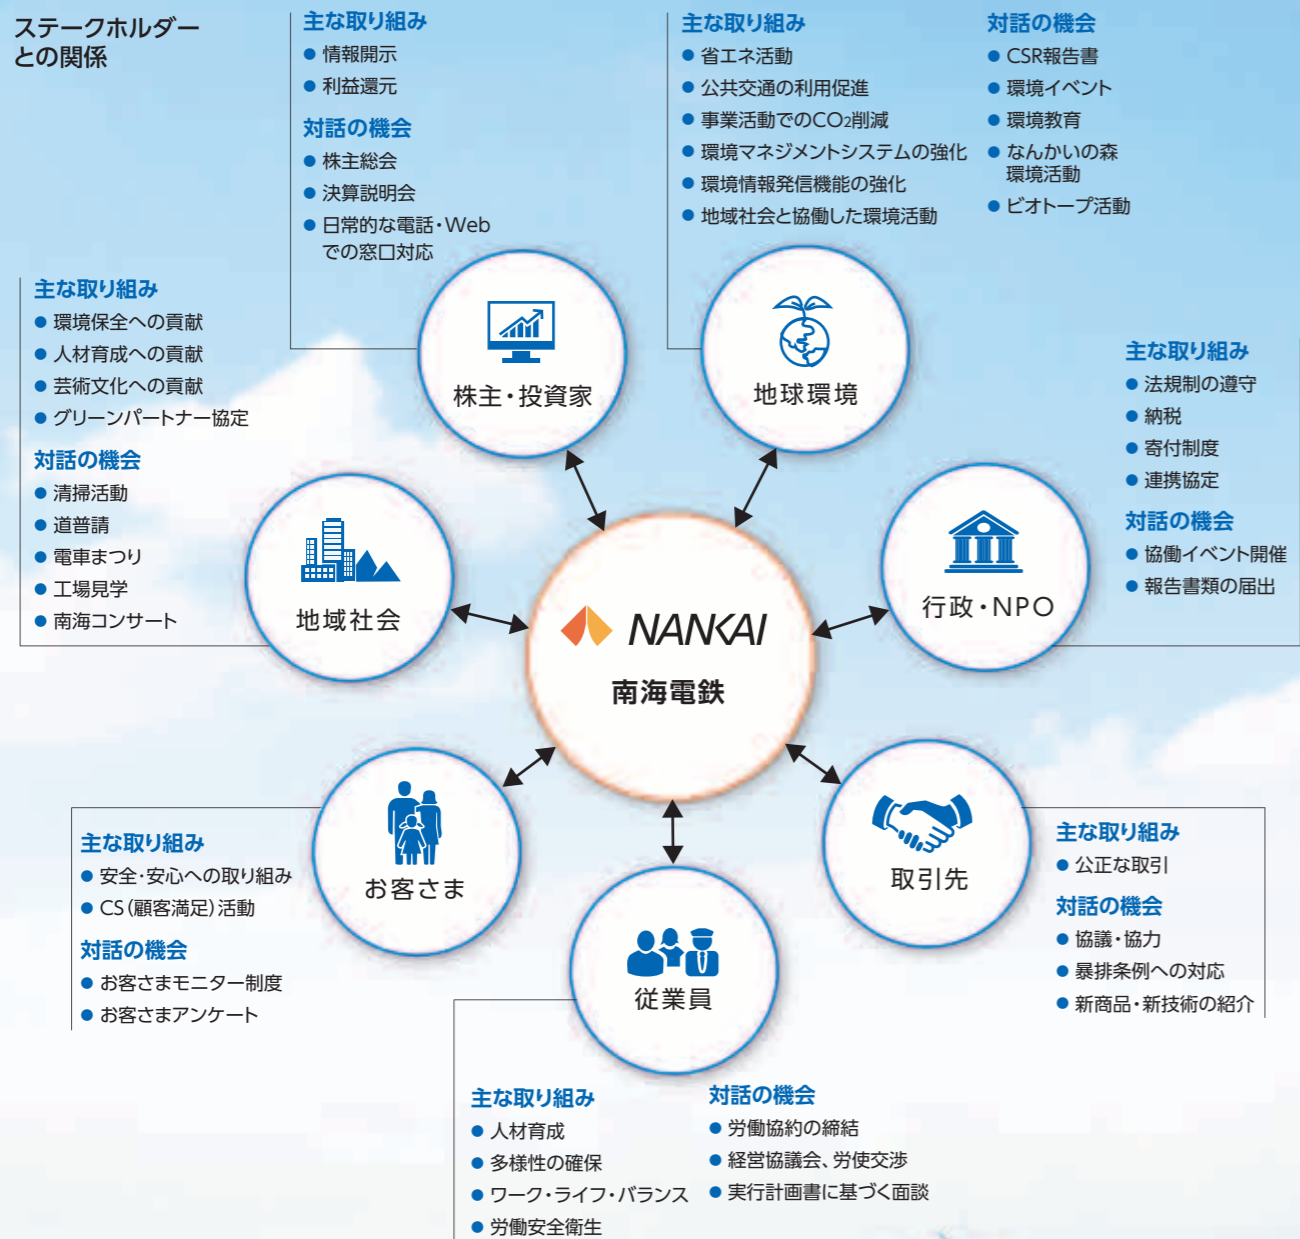 ステークホルダー
との関係
主な取り組み
● 情報開示
● 利益還元
対話の機会
● 株主総会
● 決算説明会
● 日常的な電話・Web
での窓口対応
株主・投資家
主な取り組み
● 省エネ活動
● 公共交通の利用促進
● 事業活動でのCO₂削減
● 環境マネジメントシステムの強化
● 環境情報発信機能の強化
● 地域社会と協働した環境活動
対話の機会
● CSR報告書
● 環境イベント
● 環境教育
● なんかいの森
環境活動
● ビオトープ活動
地球環境
主な取り組み
● 環境保全への貢献
● 人材育成への貢献
● 芸術文化への貢献
● グリーンパートナー協定
対話の機会
● 清掃活動
● 道普請
● 電車まつり
● 工場見学
● 南海コンサート
地域社会
主な取り組み
● 法規制の遵守
● 納税
● 寄付制度
● 連携協定
対話の機会
● 協働イベント開催
● 報告書類の届出
行政・NPO
NANKAI
南海電鉄
主な取り組み
● 安全・安心への取り組み
● CS(顧客満足)活動
対話の機会
● お客さまモニター制度
● お客さまアンケート
お客さま
取引先
主な取り組み
● 公正な取引
対話の機会
● 協議・協力
● 暴排条例への対応
● 新商品・新技術の紹介
従業員
主な取り組み
● 人材育成
● 多様性の確保
● ワーク・ライフ・バランス
● 労働安全衛生
対話の機会
● 労働協約の締結
● 経営協議会、労使交渉
● 実行計画書に基づく面談